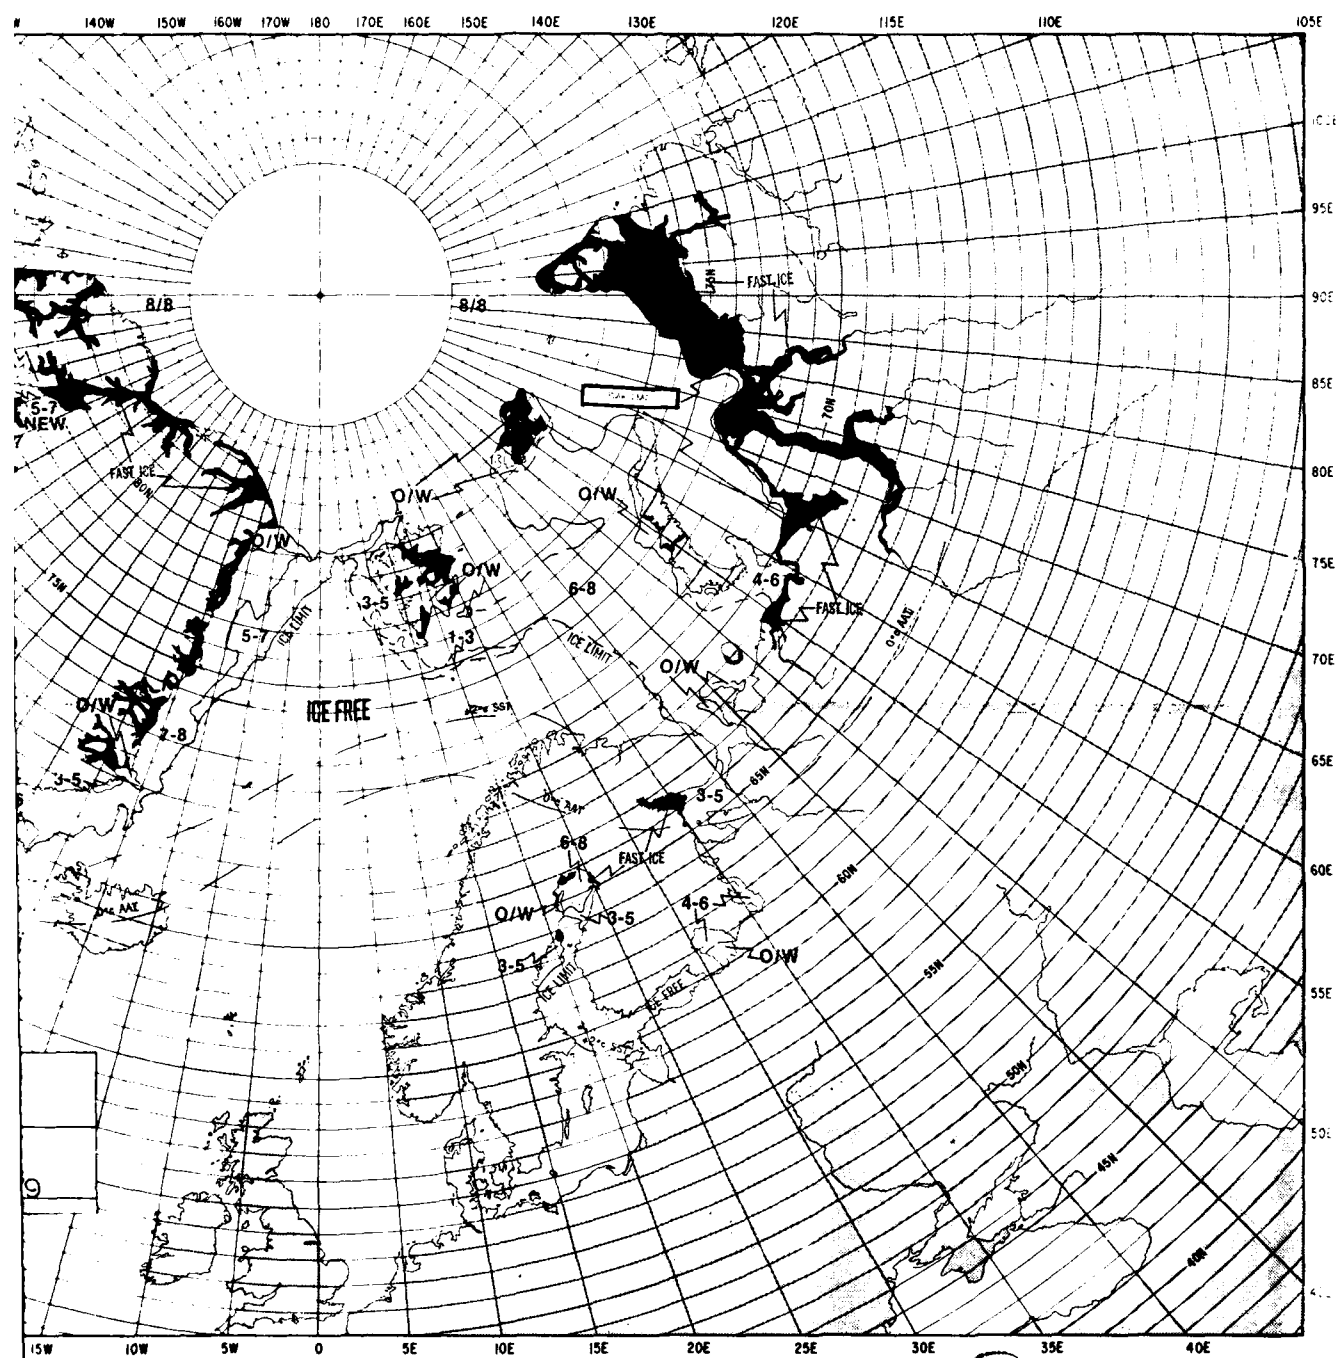 W 140W 150W 160W 170W 180 170E 160E 150E 140E 130E 120E 115E 110E 105E
95E
90E
85E
80E
75E
70E
65E
60E
55E
50E
8/8 8/8
FAST ICE
70N
5-7
NEW
7
FAST ICE
80N
O/W
O/W
O/W
O/W
75N
3-5
1-3
6-8
4-6
FAST ICE
5-7
ICE LIMIT
ICE LIMIT
O/W
O/W
ICE FREE
2-8
3-5
3-5
65N
6-8
FAST ICE
O/W
3-5
4-6
60N
3-5
O/W
ICE LIMIT
ICE FREE
55N
50N
45N
40N
9
15W 10W 5W 0 5E 10E 15E 20E 25E 30E 35E 40E